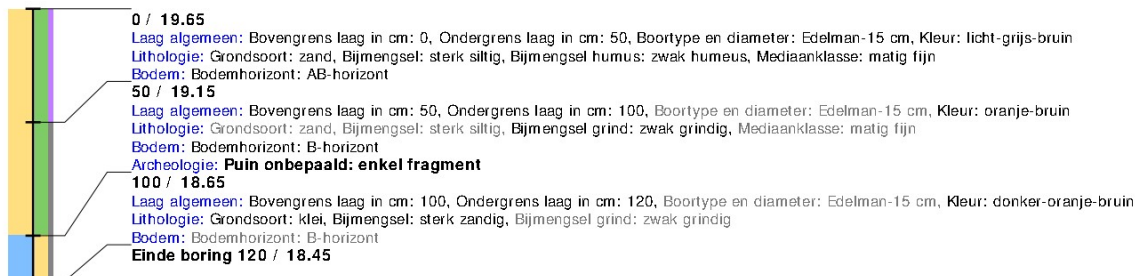 0 / 19.65
Laag algemeen: Bovengrens laag in cm: 0, Ondergrens laag in cm: 50, Boortype en diameter: Edelman-15 cm, Kleur: licht-grijs-bruin
Lithologie: Grondsoort: zand, Bijmengsel: sterk siltig, Bijmengsel humus: zwak humeus, Mediaanklasse: matig fijn
Bodem: Bodemhorizont: AB-horizont
50 / 19.15
Laag algemeen: Bovengrens laag in cm: 50, Ondergrens laag in cm: 100, Boortype en diameter: Edelman-15 cm, Kleur: oranje-bruin
Lithologie: Grondsoort: zand, Bijmengsel: sterk siltig, Bijmengsel grind: zwak grindig, Mediaanklasse: matig fijn
Bodem: Bodemhorizont: B-horizont
Archeologie: Puin onbepaald: enkel fragment
100 / 18.65
Laag algemeen: Bovengrens laag in cm: 100, Ondergrens laag in cm: 120, Boortype en diameter: Edelman-15 cm, Kleur: donker-oranje-bruin
Lithologie: Grondsoort: klei, Bijmengsel: sterk zandig, Bijmengsel grind: zwak grindig
Bodem: Bodemhorizont: B-horizont
Einde boring 120 / 18.45